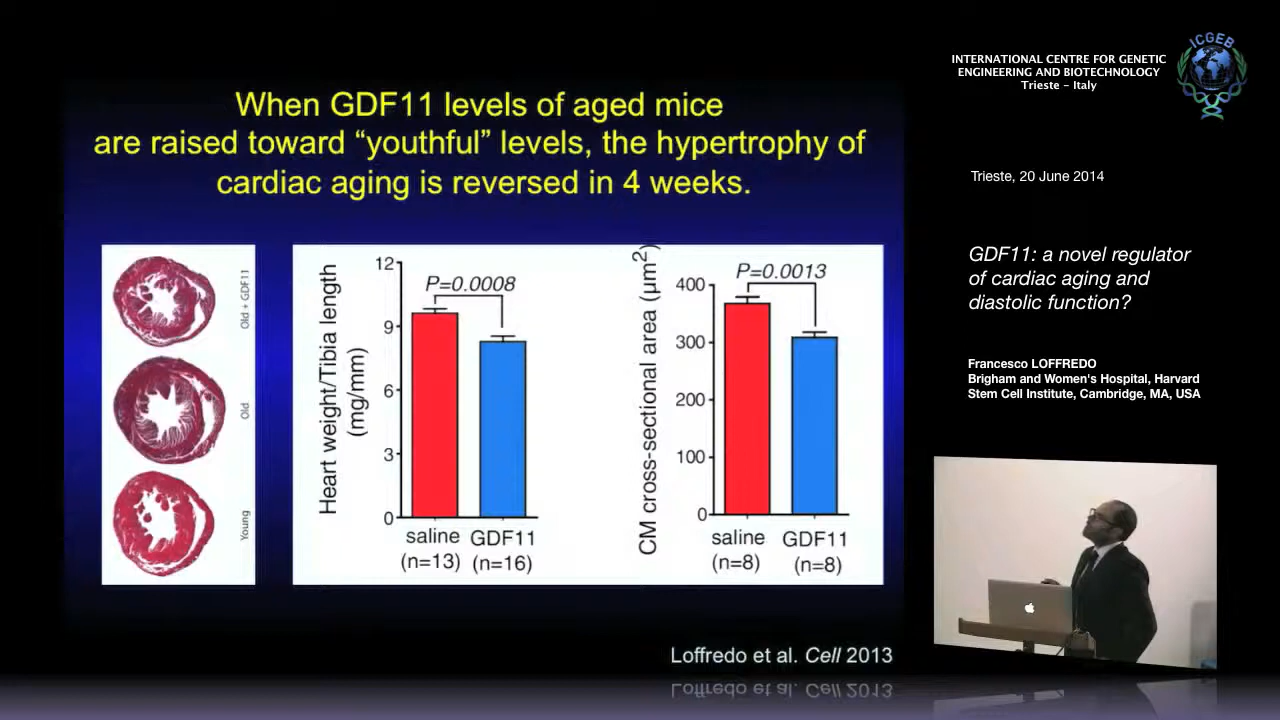 When GDF11 levels of aged mice
are raised toward “youthful” levels, the hypertrophy of
cardiac aging is reversed in 4 weeks.
Old + GDF11
Old
Young
Heart weight/Tibia length
(mg/mm)
12
9
6
3
0
P=0.0008
saline
(n=13)
GDF11
(n=16)
CM cross-sectional area (μm2)
400
300
200
100
0
P=0.0013
saline
(n=8)
GDF11
(n=8)
Loffredo et al. Cell 2013
Loffredo et al. Cell 2013
INTERNATIONAL CENTRE FOR GENETIC
ENGINEERING AND BIOTECHNOLOGY
Trieste - Italy
ICGEB
Trieste, 20 June 2014
GDF11: a novel regulator
of cardiac aging and
diastolic function?
Francesco LOFFREDO
Brigham and Women's Hospital, Harvard
Stem Cell Institute, Cambridge, MA, USA